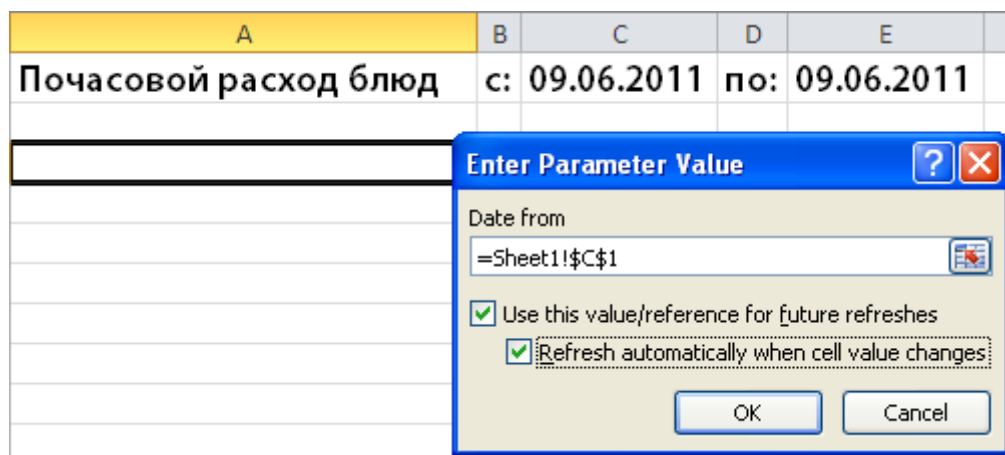 A B C D E
Почасовой расход блюд с: 09.06.2011 по: 09.06.2011
Enter Parameter Value ?
Date from
=Sheet1!$C$1
Use this value/reference for future refreshes
Refresh automatically when cell value changes
OK Cancel